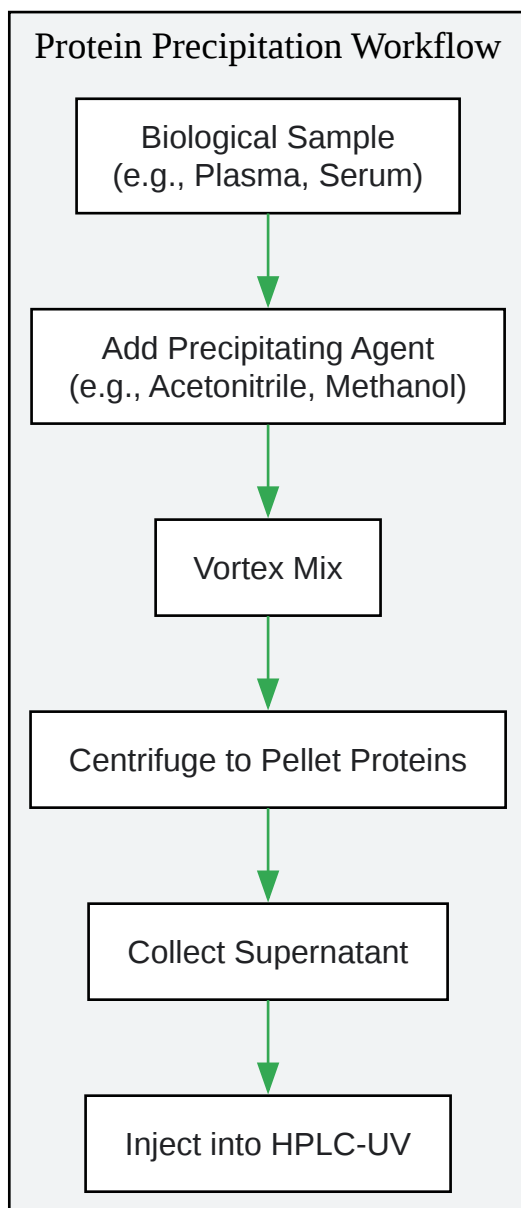 Protein Precipitation Workflow
Biological Sample
(e.g., Plasma, Serum)
Add Precipitating Agent
(e.g., Acetonitrile, Methanol)
Vortex Mix
Centrifuge to Pellet Proteins
Collect Supernatant
Inject into HPLC-UV